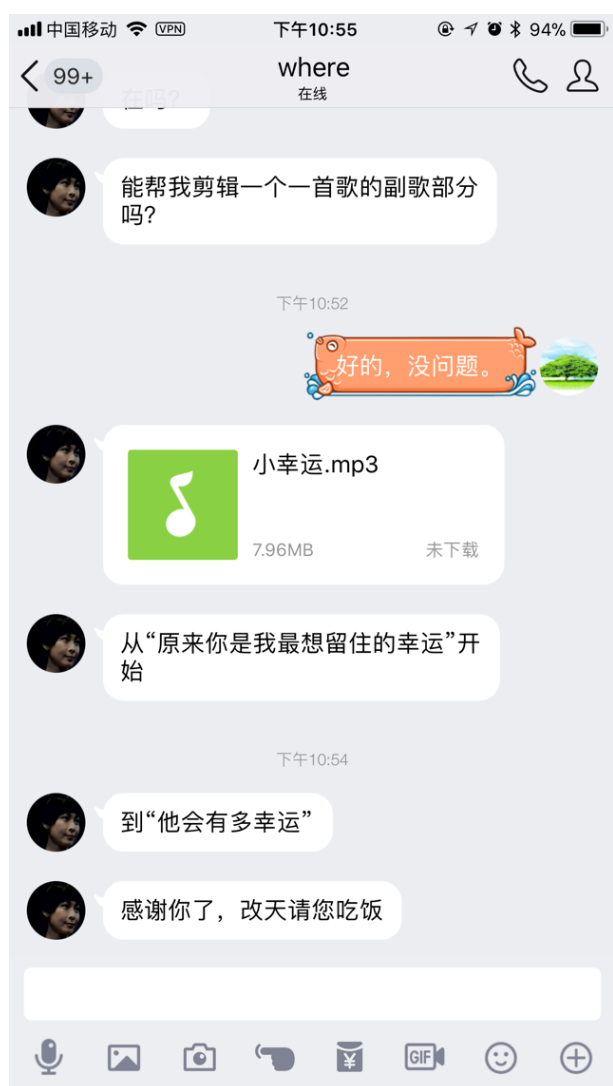 中国移动 VPN 下午10:55 94%
99+ where
在线
在吗?
能帮我剪辑一个一首歌的副歌部分
吗?
下午10:52
好的，没问题。
小幸运.mp3
7.96MB 未下载
从“原来你是我最想留住的幸运”开
始
下午10:54
到“他会有多幸运”
感谢你了，改天请您吃饭
GIF